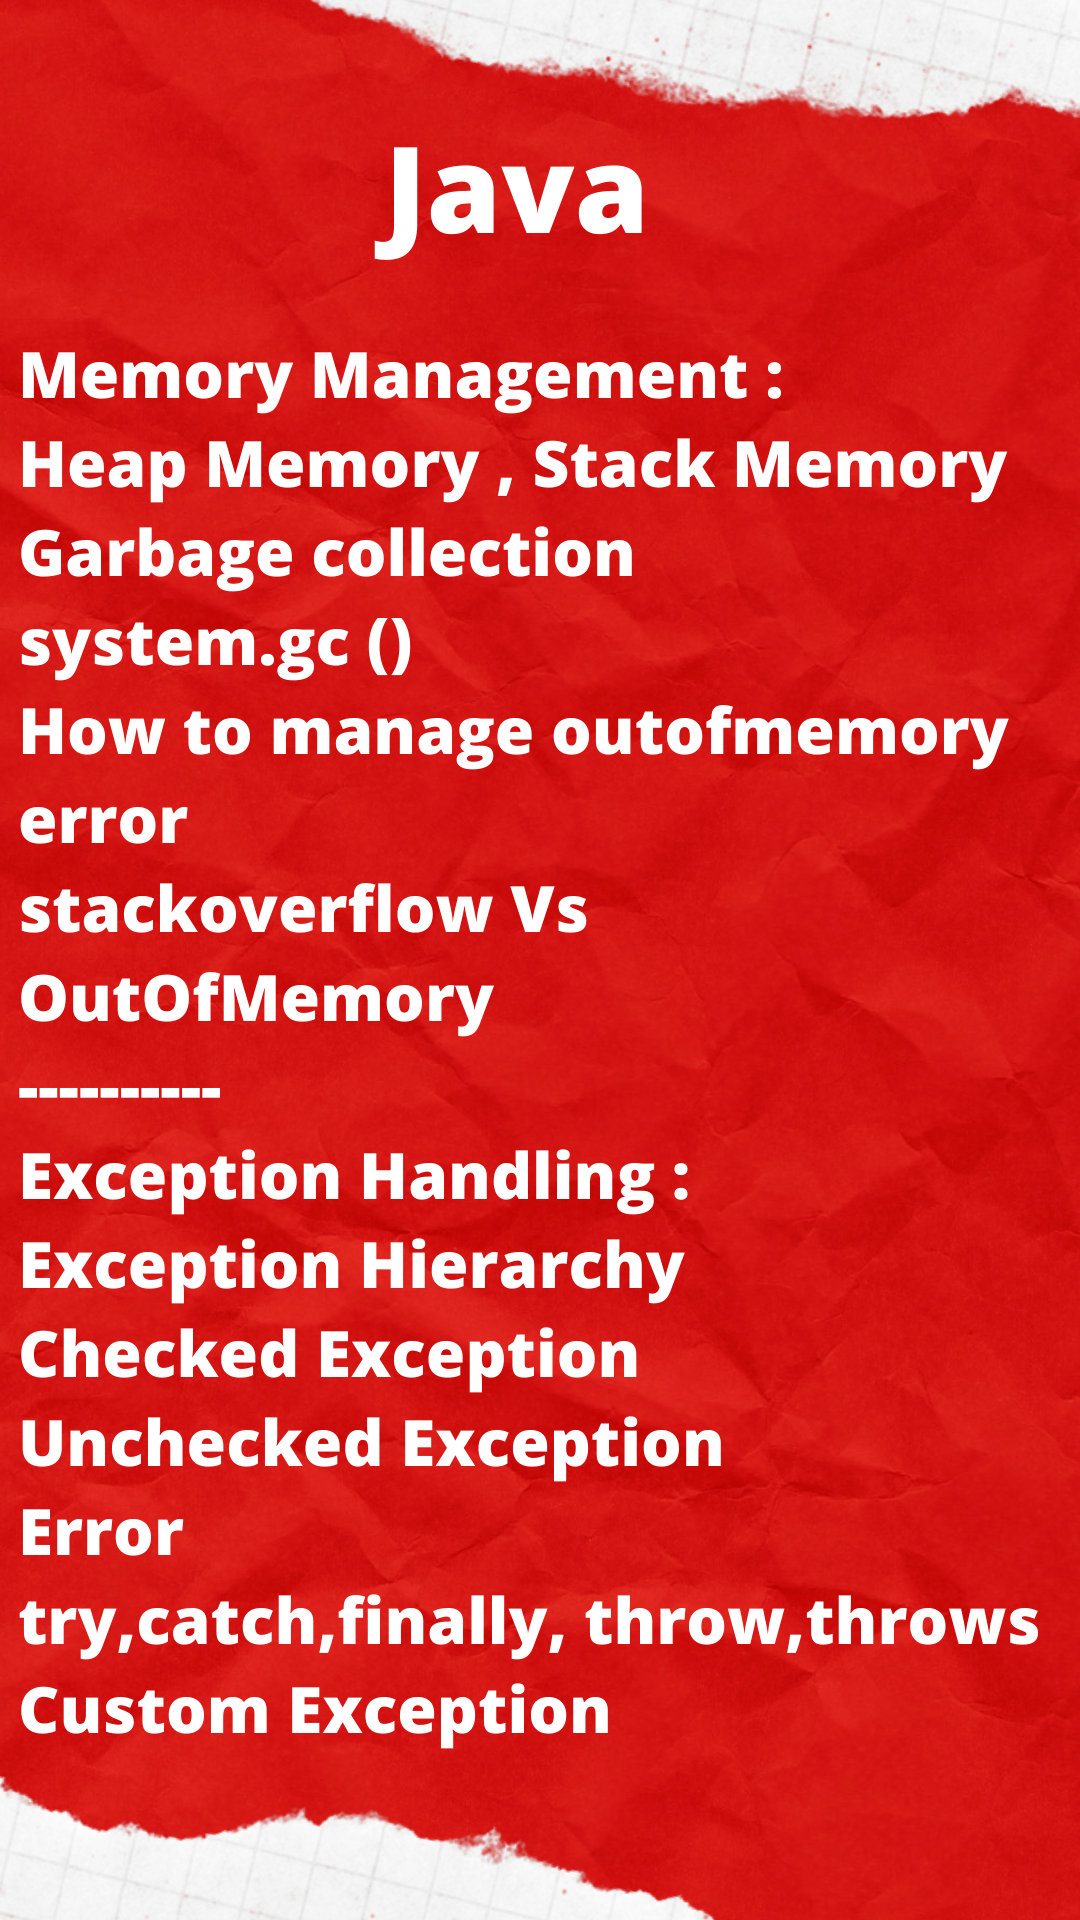 Java
Memory Management :
Heap Memory , Stack Memory
Garbage collection
system.gc ()
How to manage outofmemory
error
stackoverflow Vs
OutOfMemory
----------
Exception Handling :
Exception Hierarchy
Checked Exception
Unchecked Exception
Error
try,catch,finally, throw,throws
Custom Exception